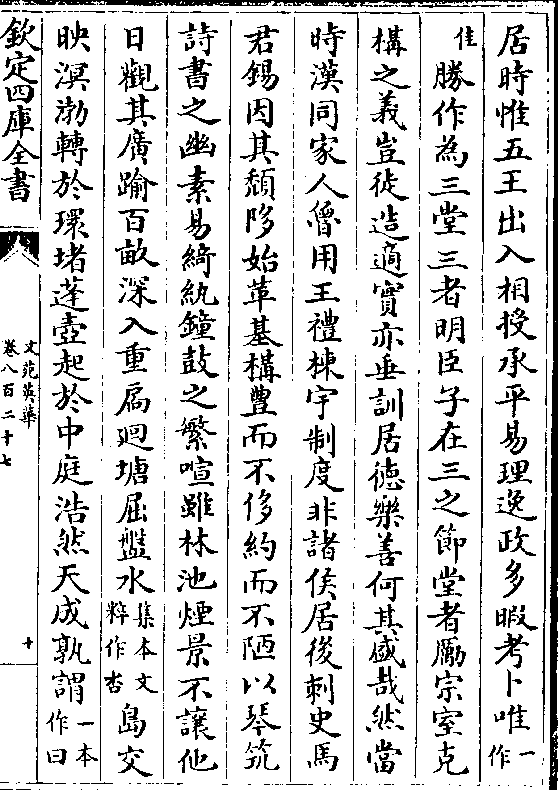 居時惟五王出入相授承平易理逸政多暇考卜唯一作
佳勝作為三堂三者明臣子在三之節堂者勵宗室克
構之義豈徒造適實亦垂訓居德樂善何其盛哉然當
時漢同家人魯用王禮棟宇制度非諸侯居後刺史馬
君錫因其頽陊始革基構豊而不侈約而不陋以琴筑
詩書之幽素易綺紈鐘鼓之繁喧雖林池煙景不讓他
日觀其廣踰百畝深入重扃廻塘屈盤水集本文粹作杳島交
映溟渤轉於環堵蓬壺起於中庭浩然天成孰謂一本作曰
欽定四庫全書
文苑英華
卷八百二十七
十